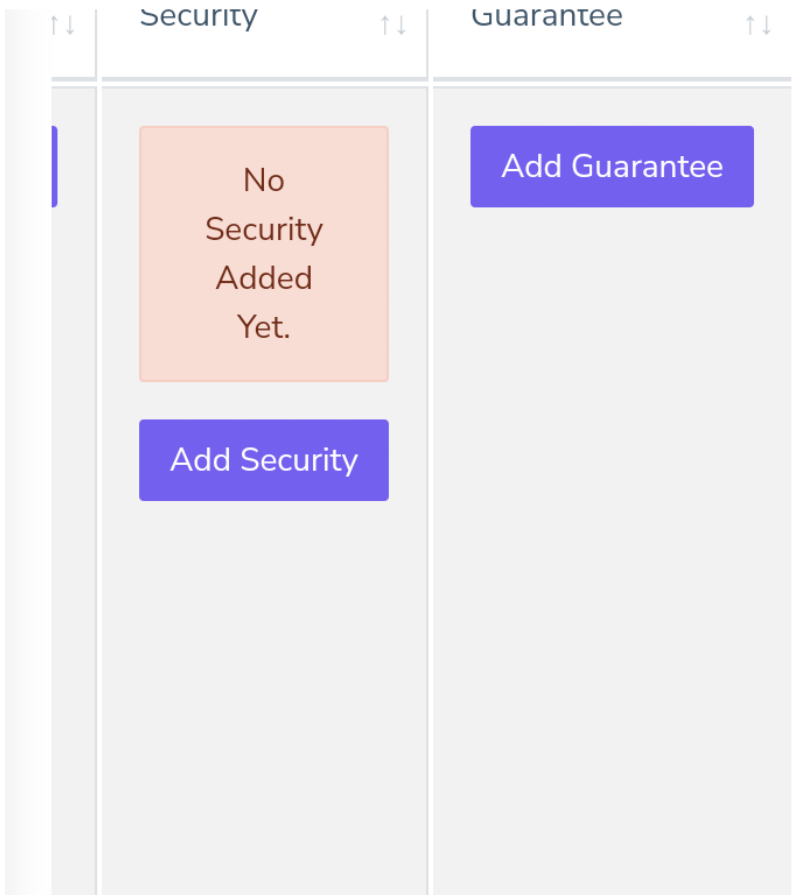 Security ↑↓ Guarantee ↑↓
No
Security
Added
Yet.
Add Security
Add Guarantee